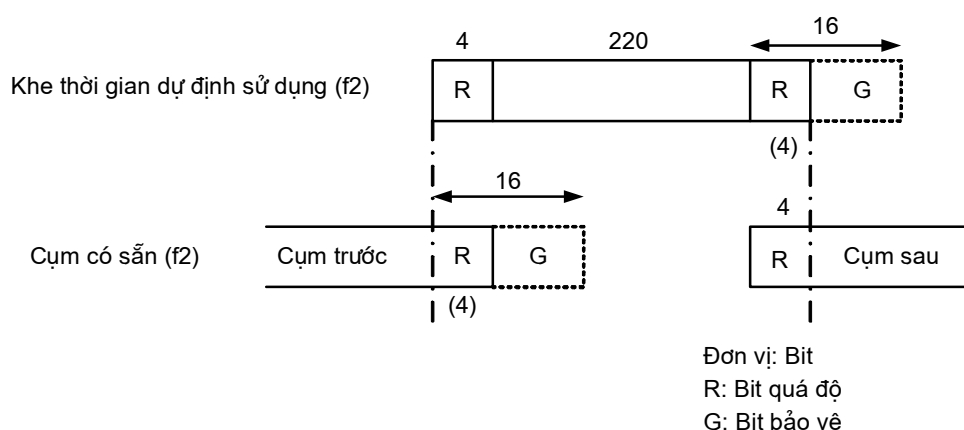 4 220 16
Khe thời gian dự định sử dụng (f2) R R G
(4)
16 4
Cụm có sẵn (f2) Cụm trước R G R Cụm sau
(4)
Đơn vị: Bit
R: Bit quá độ
G: Bit bảo vê